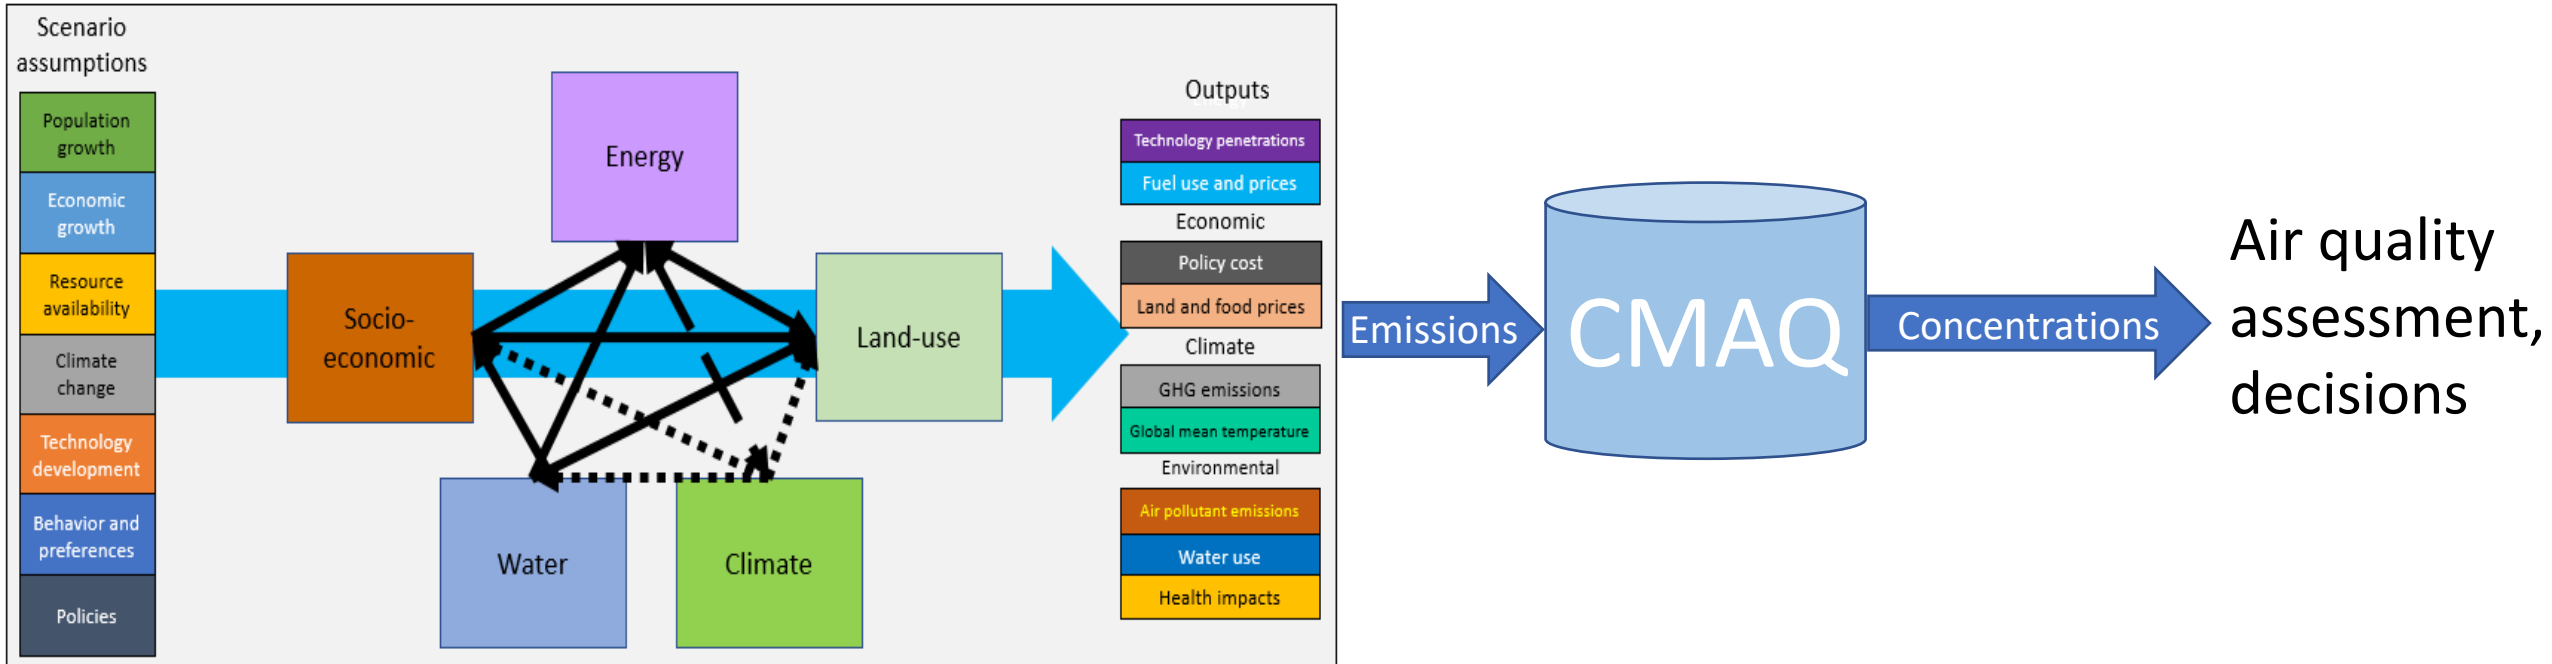 Scenario
assumptions
Population
growth
Economic
growth
Resource
availability
Climate
change
Technology
development
Behavior and
preferences
Policies
Energy
Socio-
economic
Land-use
Water
Climate
Outputs
Technology penetrations
Fuel use and prices
Economic
Policy cost
Land and food prices
Climate
GHG emissions
Global mean temperature
Environmental
Air pollutant emissions
Water use
Health impacts
Emissions
CMAQ
Concentrations
Air quality
assessment,
decisions